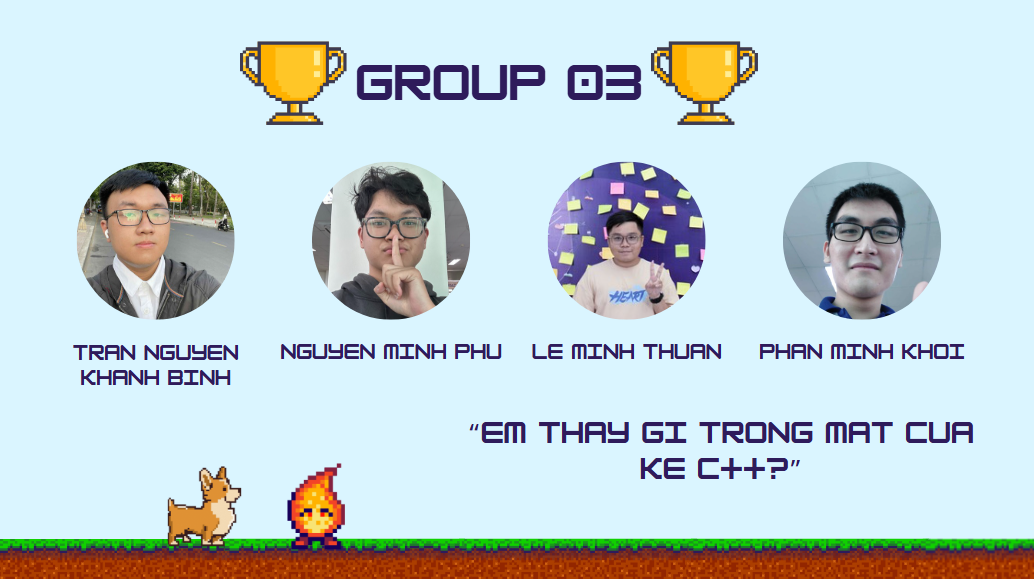 GROUP 03
TRAN NGUYEN
KHANH BINH
NGUYEN MINH PHU
LE MINH THUAN
PHAN MINH KHOI
HEART
“EM THAY GI TRONG MAT CUA
KE C++?”